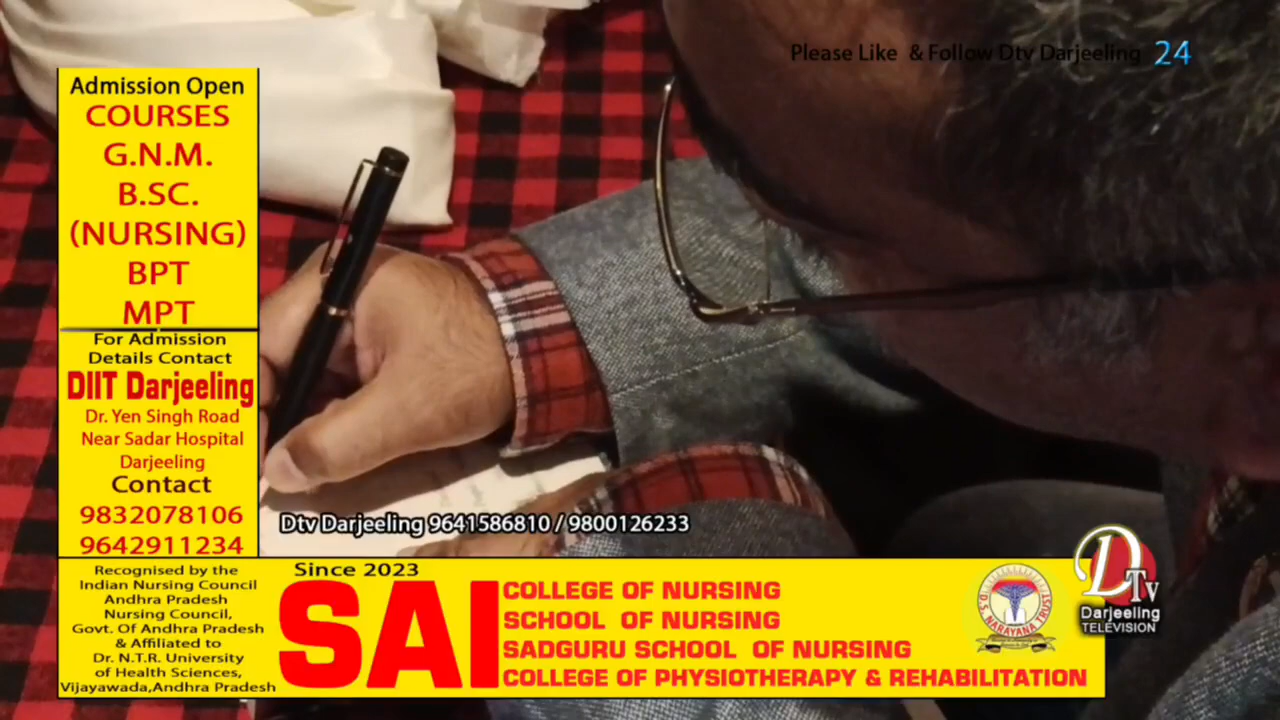 Please Like & Follow Dtv Darjeeling 24
Admission Open
COURSES
G.N.M.
B.SC.
(NURSING)
BPT
MPT
For Admission
Details Contact
DIIT Darjeeling
Dr. Yen Singh Road
Near Sadar Hospital
Darjeeling
Contact
9832078106
9642911234
Dtv Darjeeling 9641586810 / 9800126233
Recognised by the
Indian Nursing Council
Andhra Pradesh
Nursing Council,
Govt. Of Andhra Pradesh
& Affiliated to
Dr. N.T.R. University
of Health Sciences,
Vijayawada,Andhra Pradesh
Since 2023
SAI
COLLEGE OF NURSING
SCHOOL OF NURSING
SADGURU SCHOOL OF NURSING
COLLEGE OF PHYSIOTHERAPY & REHABILITATION
D.S. NARAYANA TRUST
DTv
Darjeeling
TELEVISION